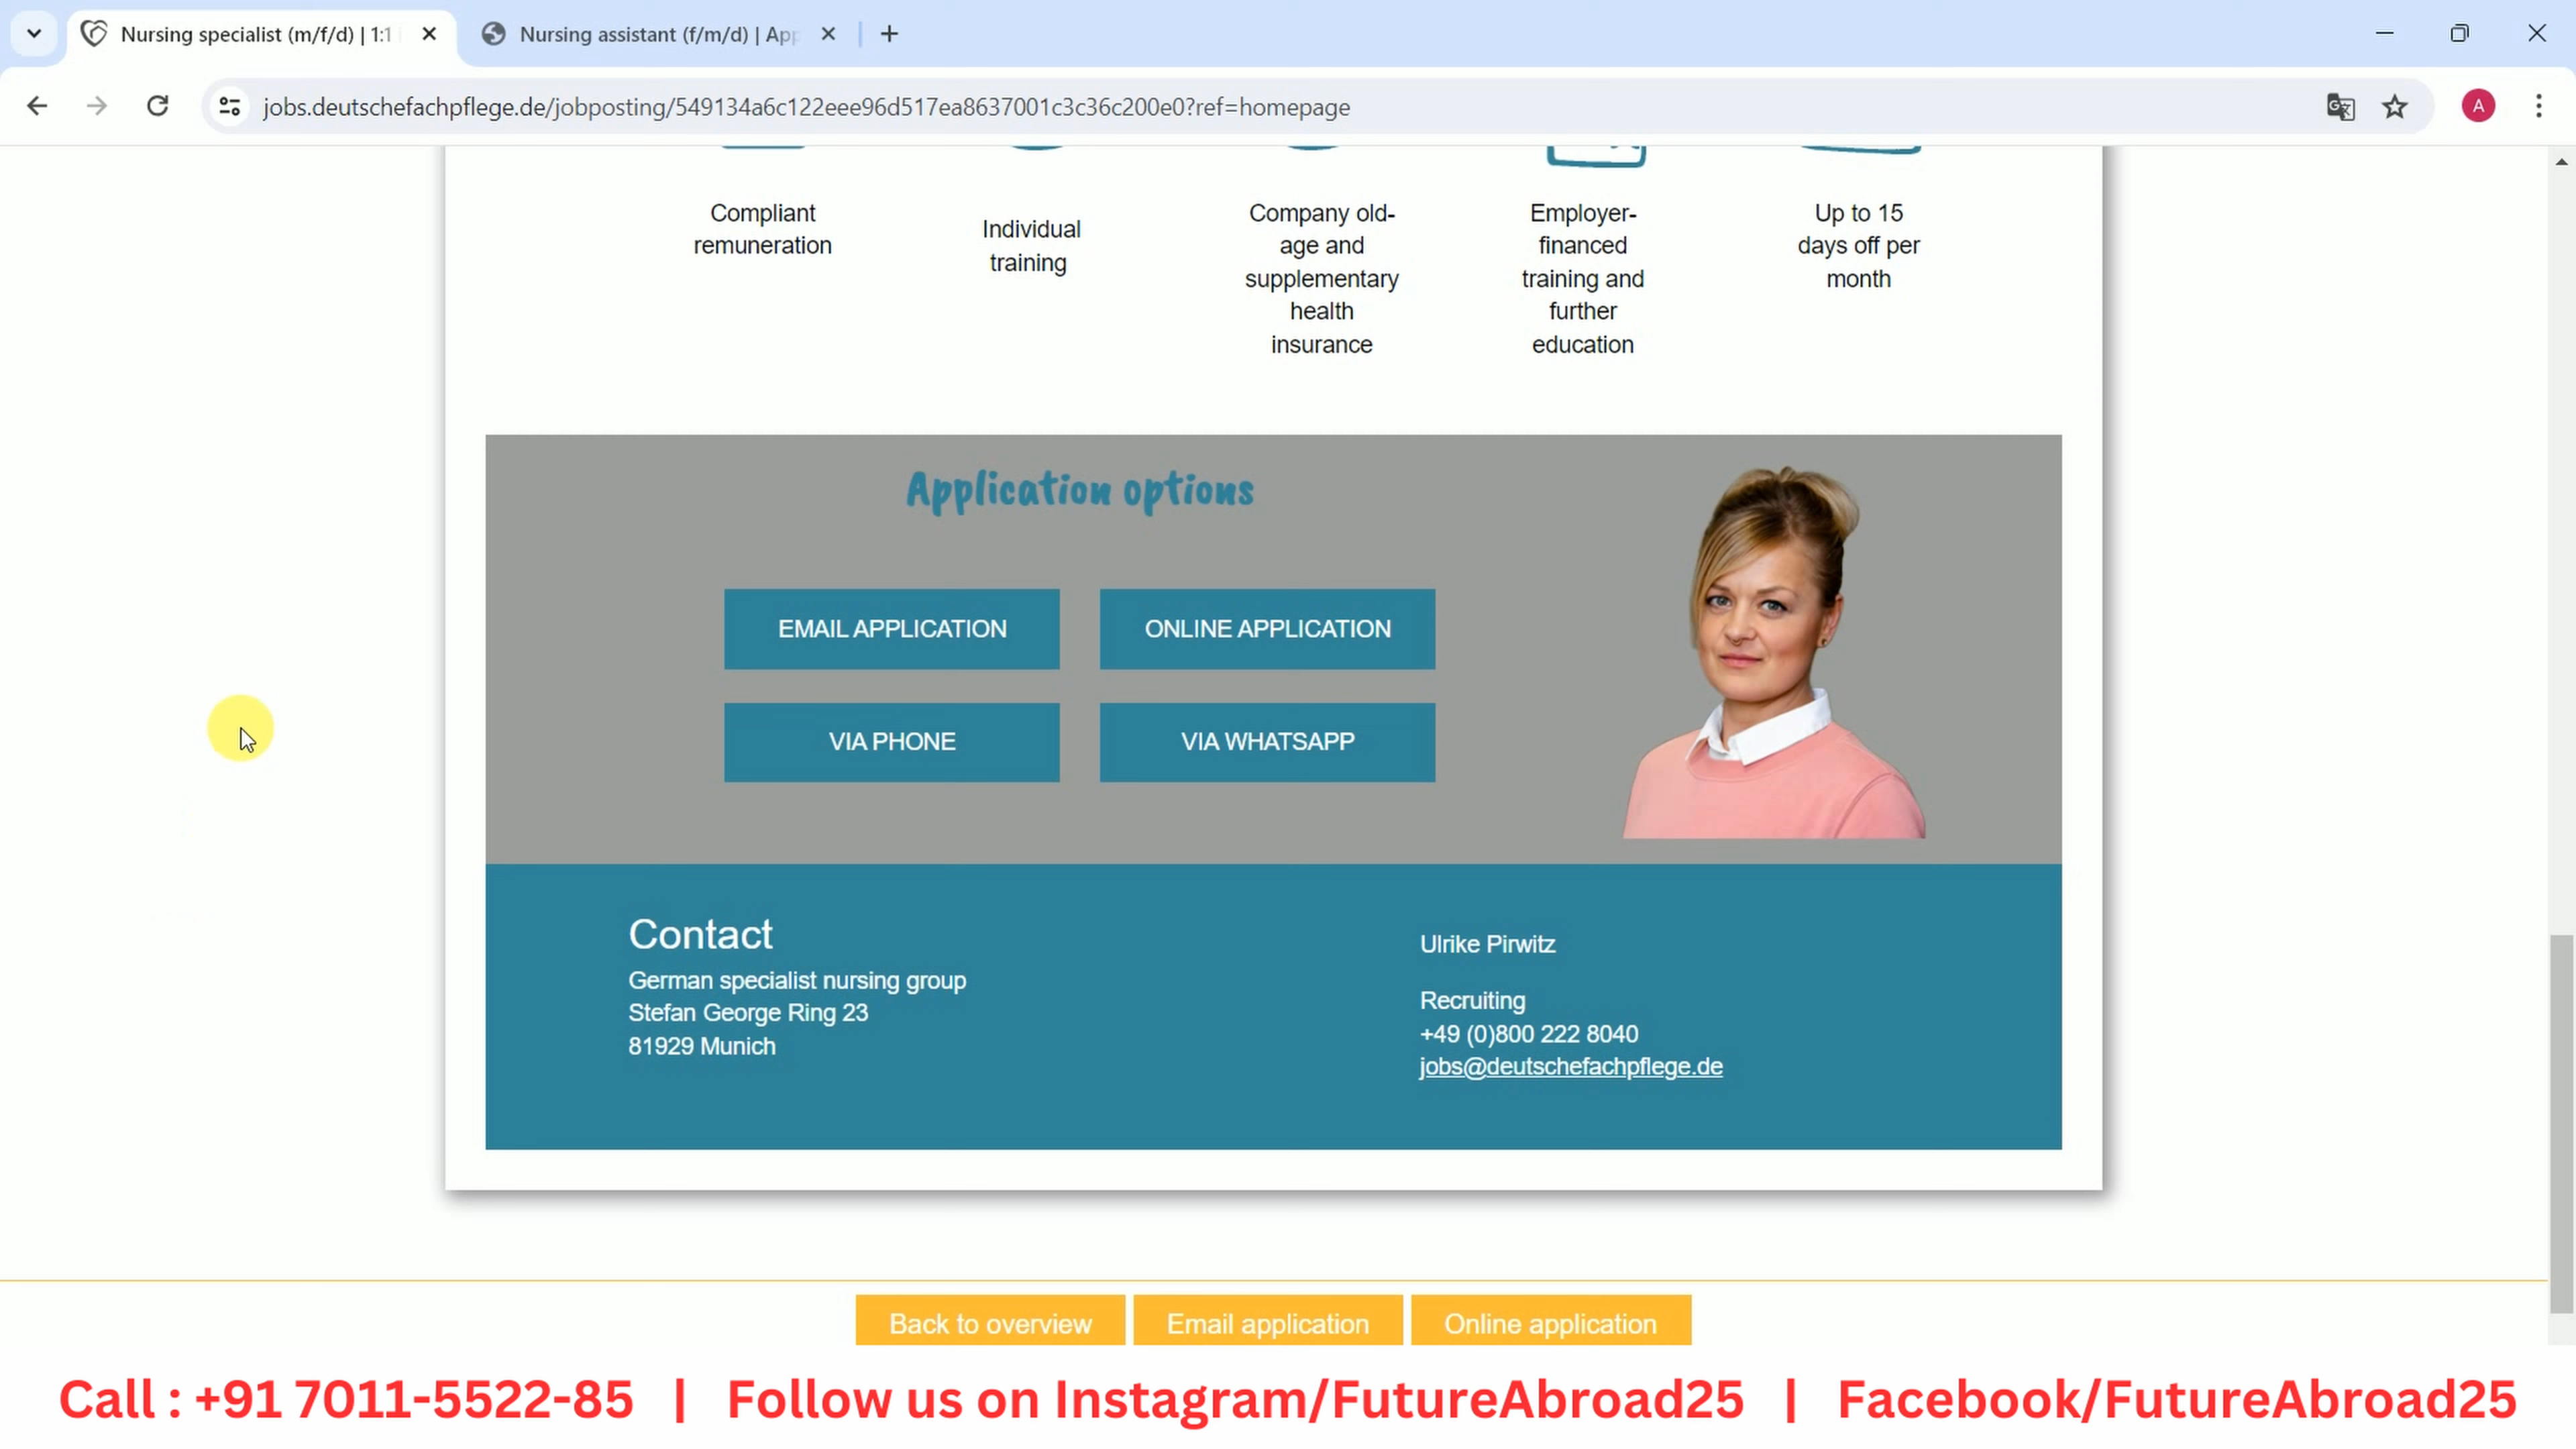 Nursing specialist (m/f/d) | 1:1
Nursing assistant (f/m/d) | App
jobs.deutschefachpflege.de/jobposting/549134a6c122eee96d517ea8637001c3c36c200e0?ref=homepage
A
Compliant
remuneration
Individual
training
Company old-
age and
supplementary
health
insurance
Employer-
financed
training and
further
education
Up to 15
days off per
month
Application options
EMAIL APPLICATION
ONLINE APPLICATION
VIA PHONE
VIA WHATSAPP
Contact
German specialist nursing group
Stefan George Ring 23
81929 Munich
Ulrike Pirwitz
Recruiting
+49 (0)800 222 8040
jobs@deutschefachpflege.de
Back to overview
Email application
Online application
Call : +91 7011-5522-85 | Follow us on Instagram/FutureAbroad25 | Facebook/FutureAbroad25